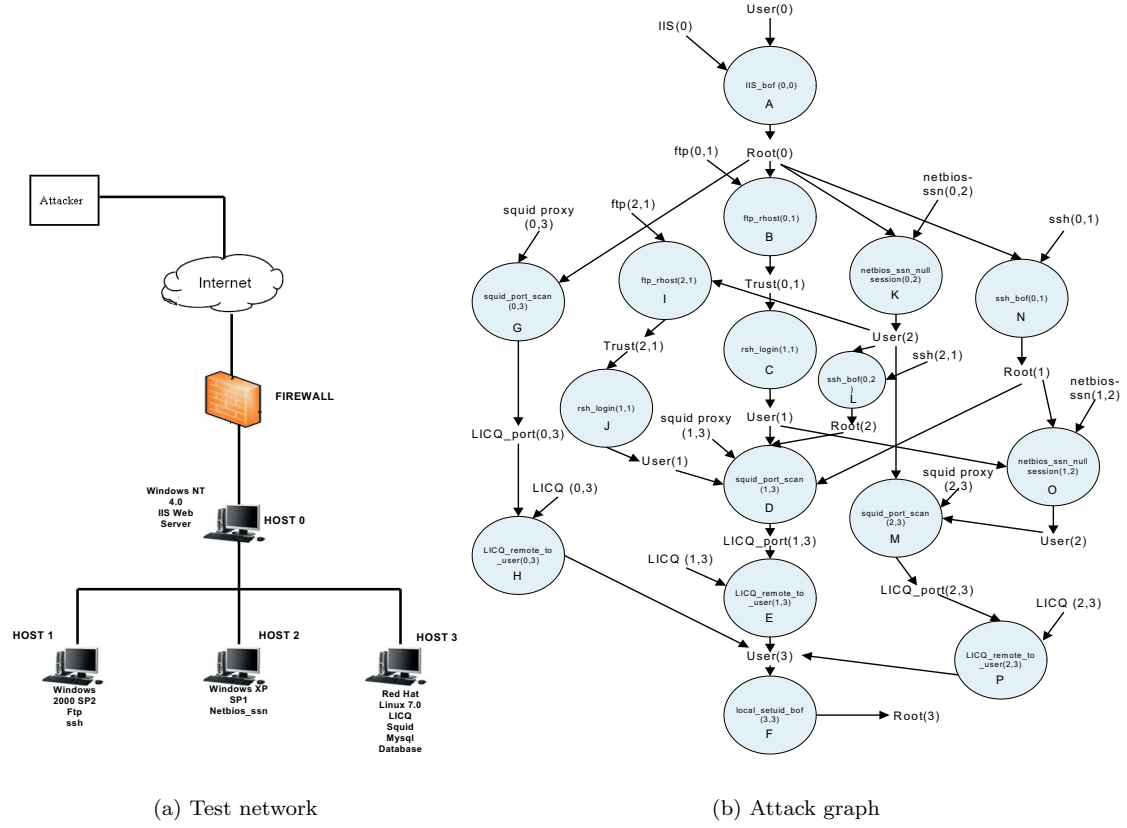 Attacker
Internet
FIREWALL
Windows NT
4.0
IIS Web
Server
HOST 0
HOST 1
Windows
2000 SP2
Ftp
ssh
HOST 2
Windows XP
SP1
Netbios_ssn
HOST 3
Red Hat
Linux 7.0
LICQ
Squid
Mysql
Database
(a) Test network
User(0)
IIS(0)
IIS_bof (0,0)
A
Root(0)
ftp(0,1)
netbios-
ssn(0,2)
squid proxy
(0,3)
ftp(2,1)
ssh(0,1)
ftp_rhost(0,1)
B
netbios_ssn_null
session(0,2)
K
squid_port_scan
(0,3)
G
ftp_rhost(2,1)
I
ssh_bof(0,1)
N
Trust(0,1)
User(2)
Trust(2,1)
rsh_login(1,1)
C
ssh(2,1)
ssh_bof(0,2
)
L
Root(1)
netbios-
ssn(1,2)
rsh_login(1,1)
J
User(1)
Root(2)
LICQ_port(0,3)
squid proxy
(1,3)
User(1)
squid_port_scan
(1,3)
D
netbios_ssn_null
session(1,2)
O
squid proxy
(2,3)
LICQ (0,3)
squid_port_scan
(2,3)
M
User(2)
LICQ_port(1,3)
LICQ_remote_to
_user(0,3)
H
LICQ (1,3)
LICQ_remote_to
_user(1,3)
E
LICQ_port(2,3)
LICQ (2,3)
User(3)
LICQ_remote_to
_user(2,3)
P
local_setuid_bof
(3,3)
F
Root(3)
(b) Attack graph